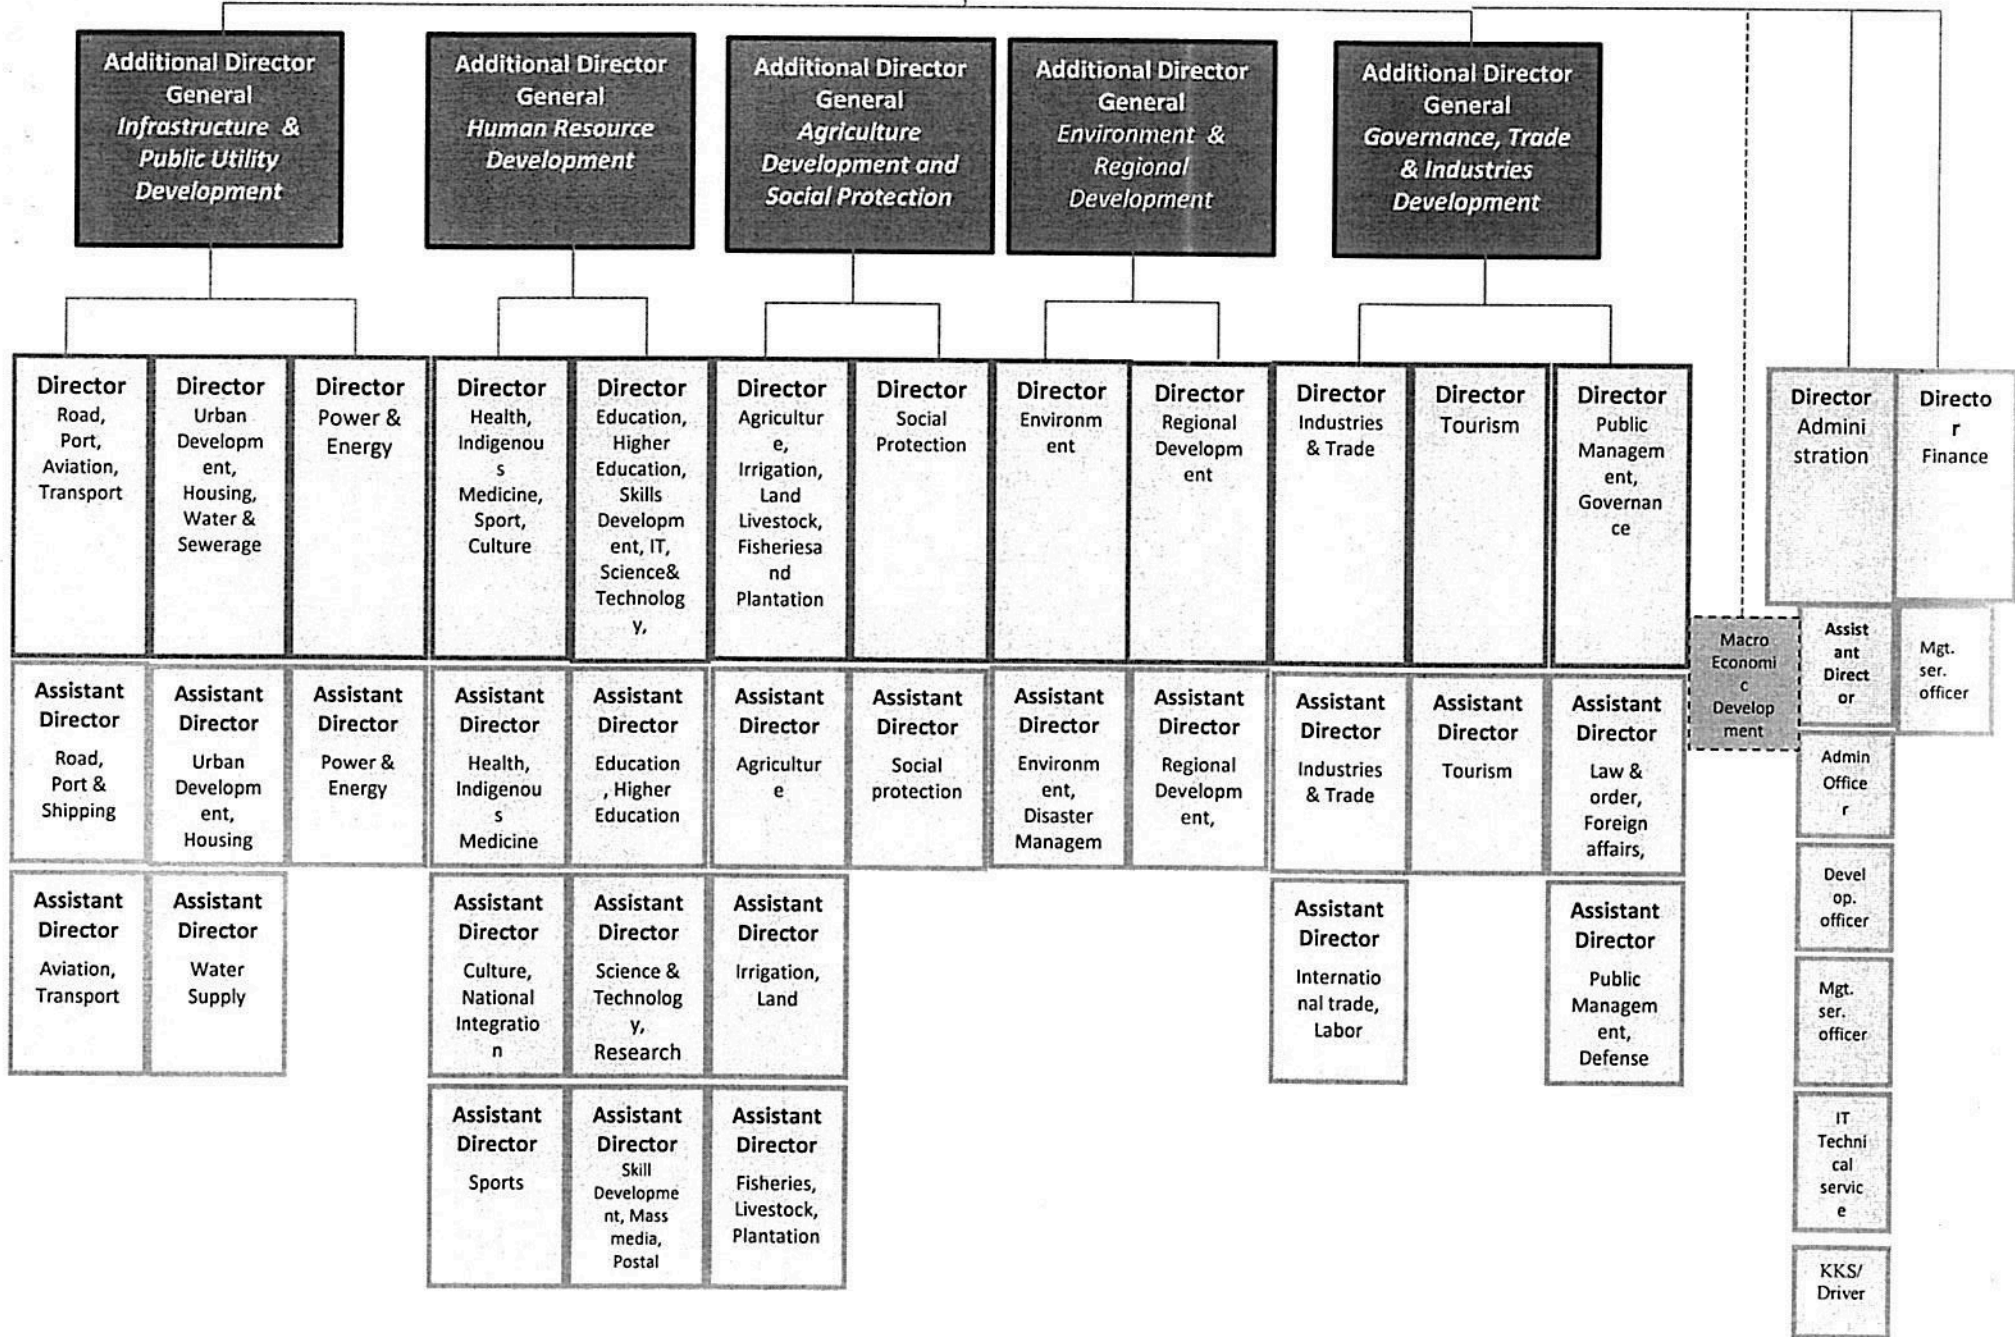 Additional Director
General
Infrastructure &
Public Utility
Development
Additional Director
General
Human Resource
Development
Additional Director
General
Agriculture
Development and
Social Protection
Additional Director
General
Environment &
Regional
Development
Additional Director
General
Governance, Trade
& Industries
Development
Director
Road,
Port,
Aviation,
Transport
Director
Urban
Developm
ent,
Housing,
Water &
Sewerage
Director
Power &
Energy
Director
Health,
Indigenou
s
Medicine,
Sport,
Culture
Director
Education,
Higher
Education,
Skills
Developm
ent, IT,
Science&
Technolog
y,
Director
Agricultur
e,
Irrigation,
Land
Livestock,
Fisheriesa
nd
Plantation
Director
Social
Protection
Director
Environm
ent
Director
Regional
Developm
ent
Director
Industries
& Trade
Director
Tourism
Director
Public
Managem
ent,
Governan
ce
Director
Admini
stration
Directo
r
Finance
Macro
Economi
c
Develop
ment
Assist
ant
Direct
or
Mgt.
ser.
officer
Assistant
Director
Road,
Port &
Shipping
Assistant
Director
Urban
Developm
ent,
Housing
Assistant
Director
Power &
Energy
Assistant
Director
Health,
Indigenou
s
Medicine
Assistant
Director
Education
, Higher
Education
Assistant
Director
Agricultur
e
Assistant
Director
Social
protection
Assistant
Director
Environm
ent,
Disaster
Managem
Assistant
Director
Regional
Developm
ent,
Assistant
Director
Industries
& Trade
Assistant
Director
Tourism
Assistant
Director
Law &
order,
Foreign
affairs,
Admin
Office
r
Assistant
Director
Aviation,
Transport
Assistant
Director
Water
Supply
Assistant
Director
Culture,
National
Integratio
n
Assistant
Director
Science &
Technolog
y,
Research
Assistant
Director
Irrigation,
Land
Assistant
Director
Internatio
nal trade,
Labor
Assistant
Director
Public
Managem
ent,
Defense
Devel
op.
officer
Mgt.
ser.
officer
Assistant
Director
Sports
Assistant
Director
Skill
Developme
nt, Mass
media,
Postal
Assistant
Director
Fisheries,
Livestock,
Plantation
IT
Techni
cal
servic
e
KKS/
Driver